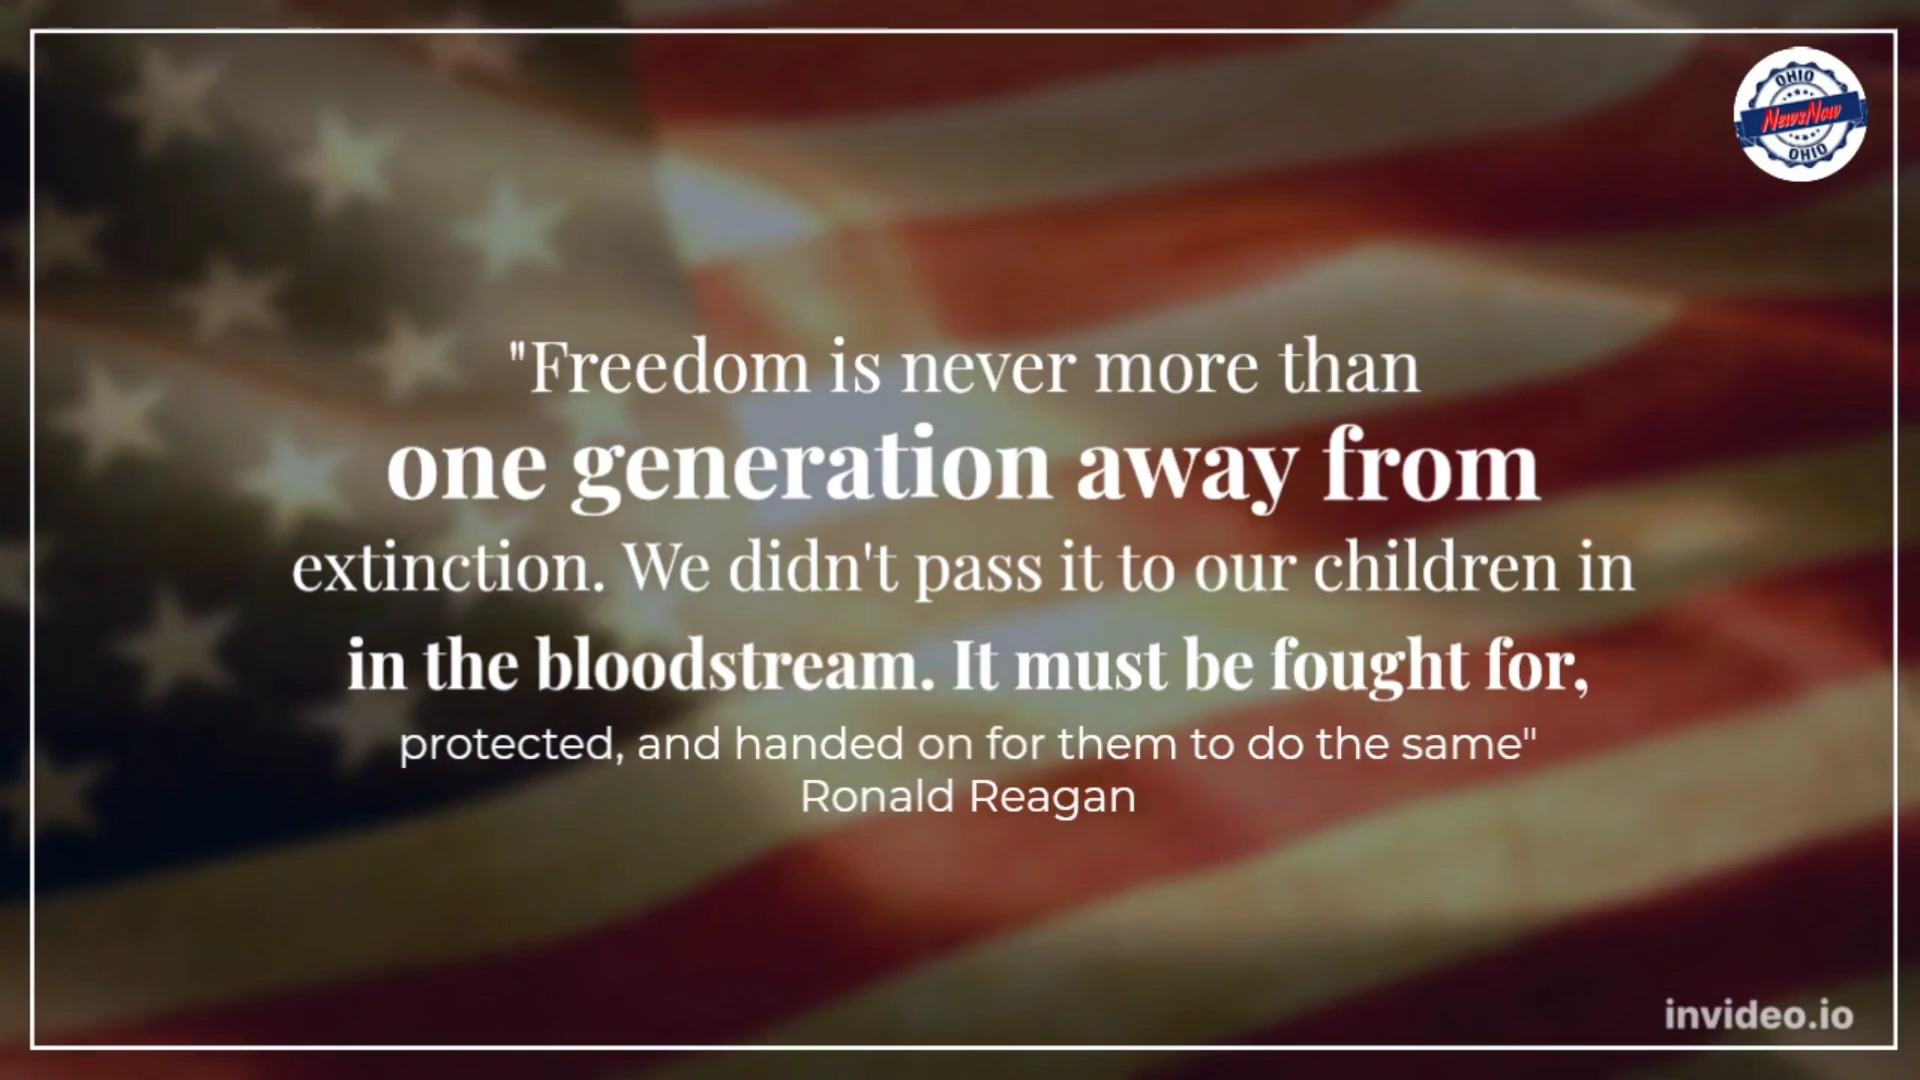 OHIO
NewsNow
OHIO
"Freedom is never more than
one generation away from
extinction. We didn't pass it to our children in
in the bloodstream. It must be fought for,
protected, and handed on for them to do the same"
Ronald Reagan
invideo.io